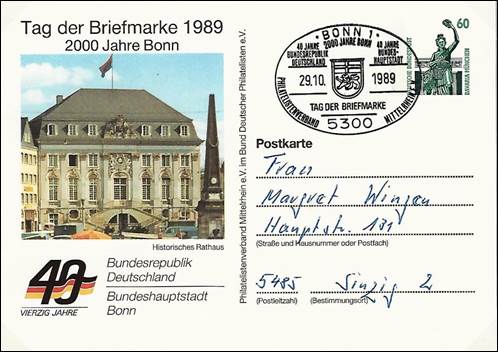 Tag der Briefmarke 1989
2000 Jahre Bonn
Historisches Rathaus
40
VIERZIG JAHRE
Bundesrepublik
Deutschland
Bundeshauptstadt
Bonn
Philatelistenverband Mittelrhein e.V. im Bund Deutscher Philatelisten e.V.
BONN 1
2000 JAHRE BONN
40 JAHRE
BUNDESREPUBLIK
DEUTSCHLAND
40 JAHRE
BUNDES-
HAUPTSTADT
29.10. 1989
TAG DER BRIEFMARKE
5300
PHILATELISTENVERBAND MITTELRHEIN e.V.
60
BAVARIA MÜNCHEN
Postkarte
Frau
Margret Winzen
Hauptstr. 131
(Straße und Hausnummer oder Postfach)
5485 Sinzig 2
(Postleitzahl) (Bestimmungsort)